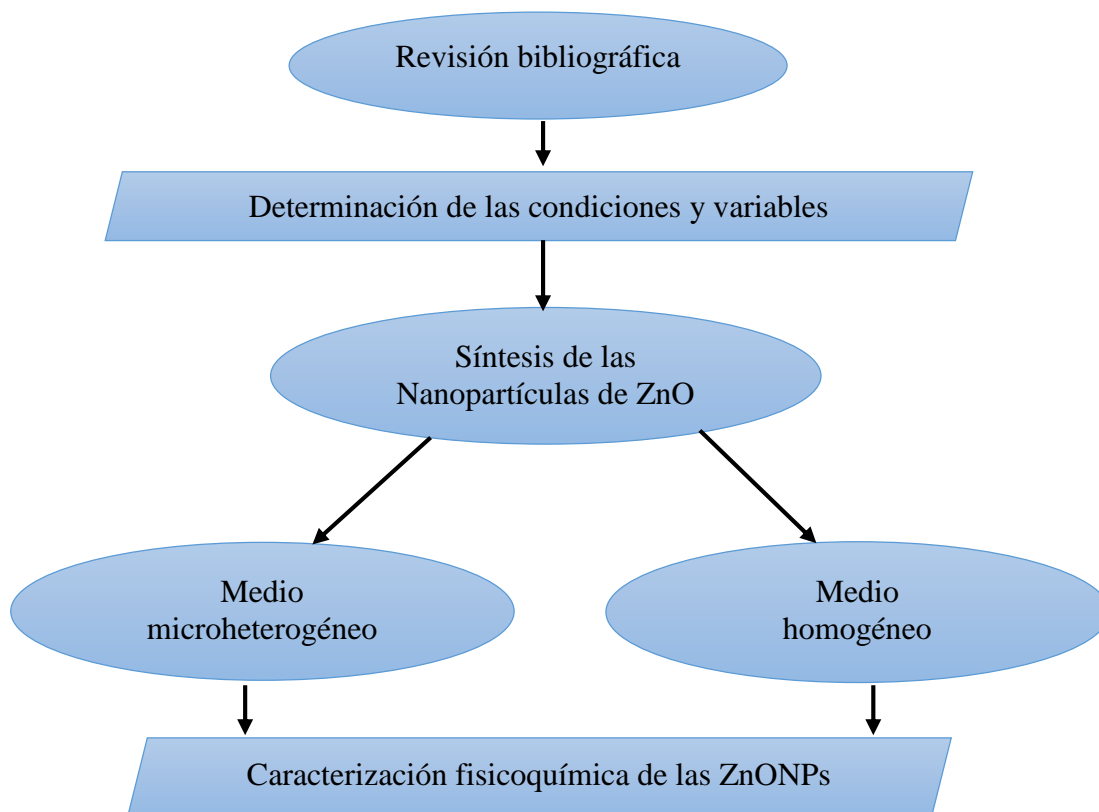 Revisión bibliográfica
Determinación de las condiciones y variables
Síntesis de las
Nanopartículas de ZnO
Medio
microheterogéneo
Medio
homogéneo
Caracterización fisicoquímica de las ZnONPs